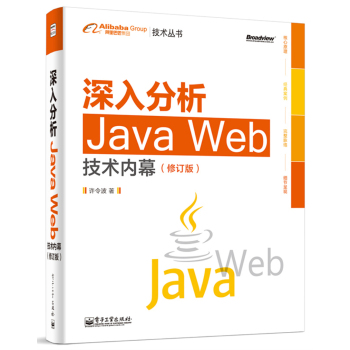 Alibaba Group
阿里巴巴集团
技术丛书
Broadview
深入分析
Java Web
技术内幕(修订版)
许令波 著
Java Web
深入分析
Java Web
技术内幕
(修订版)
电子工业出版社